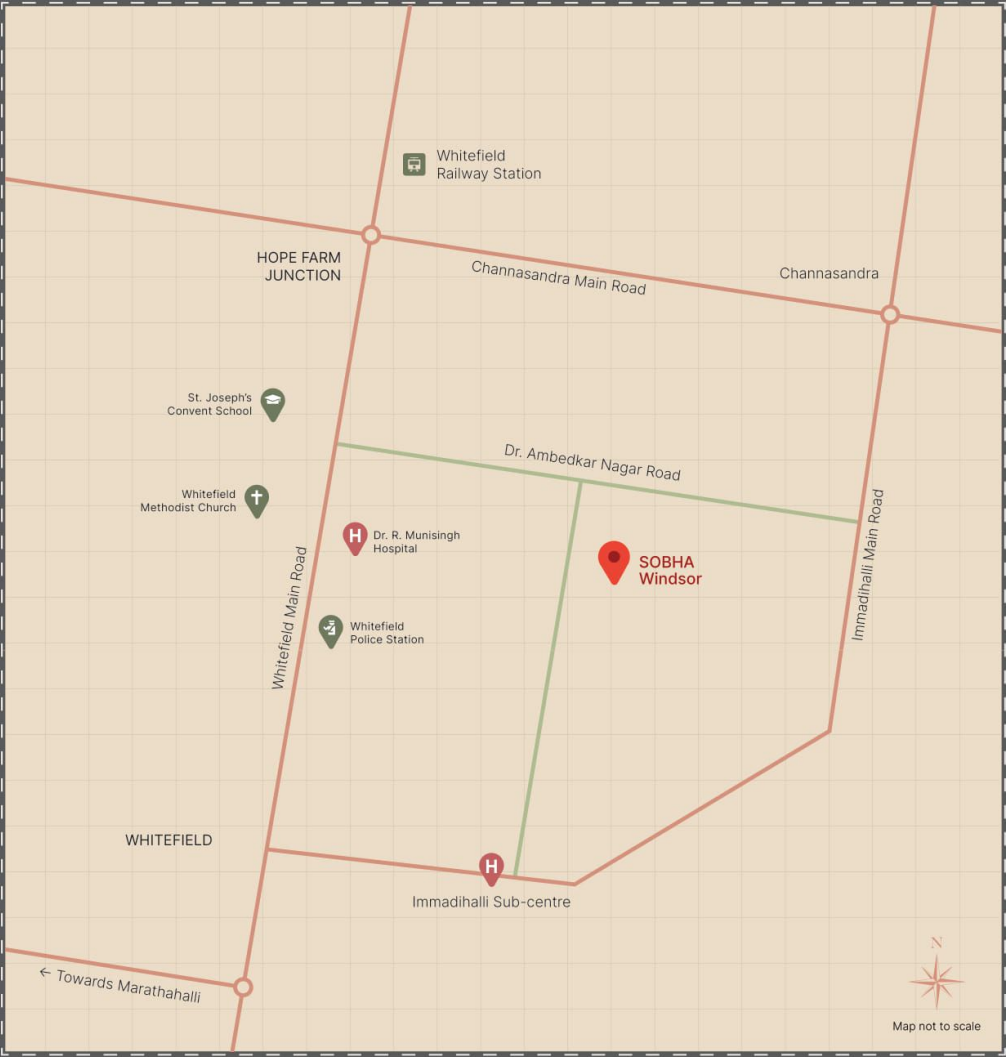 Whitefield
Railway Station
HOPE FARM
JUNCTION
Channasandra Main Road
Channasandra
St. Joseph's
Convent School
Dr. Ambedkar Nagar Road
Whitefield
Methodist Church
H
Dr. R. Munisingh
Hospital
SOBHA
Windsor
Immadihalli Main Road
Whitefield Main Road
Whitefield
Police Station
WHITEFIELD
H
Immadihalli Sub-centre
N
← Towards Marathahalli
Map not to scale